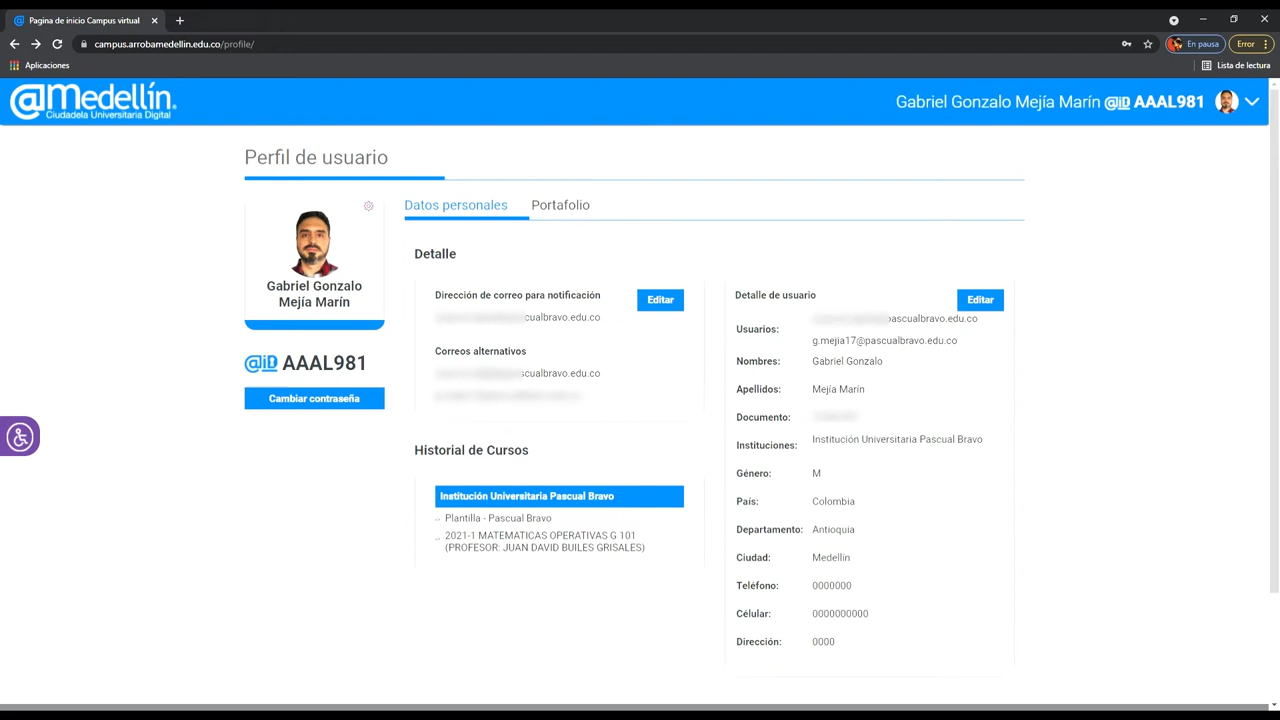 Pagina de inicio Campus virtual
campus.arrobamedellin.edu.co/profile/
En pausa
Error
Aplicaciones
Lista de lectura
@Medellín
Ciudadela Universitaria Digital
Gabriel Gonzalo Mejía Marín @iD AAAL981
Perfil de usuario
Gabriel Gonzalo
Mejía Marín
@iD AAAL981
Cambiar contraseña
Datos personales
Portafolio
Detalle
Dirección de correo para notificación
Editar
cualbravo.edu.co
Correos alternativos
scualbravo.edu.co
Historial de Cursos
Institución Universitaria Pascual Bravo
Plantilla - Pascual Bravo
2021-1 MATEMATICAS OPERATIVAS G 101
(PROFESOR: JUAN DAVID BUILES GRISALES)
Detalle de usuario
Editar
Usuarios: pascualbravo.edu.co
g.mejia17@pascualbravo.edu.co
Nombres: Gabriel Gonzalo
Apellidos: Mejía Marín
Documento:
Instituciones: Institución Universitaria Pascual Bravo
Género: M
País: Colombia
Departamento: Antioquia
Ciudad: Medellín
Teléfono: 0000000
Célular: 0000000000
Dirección: 0000